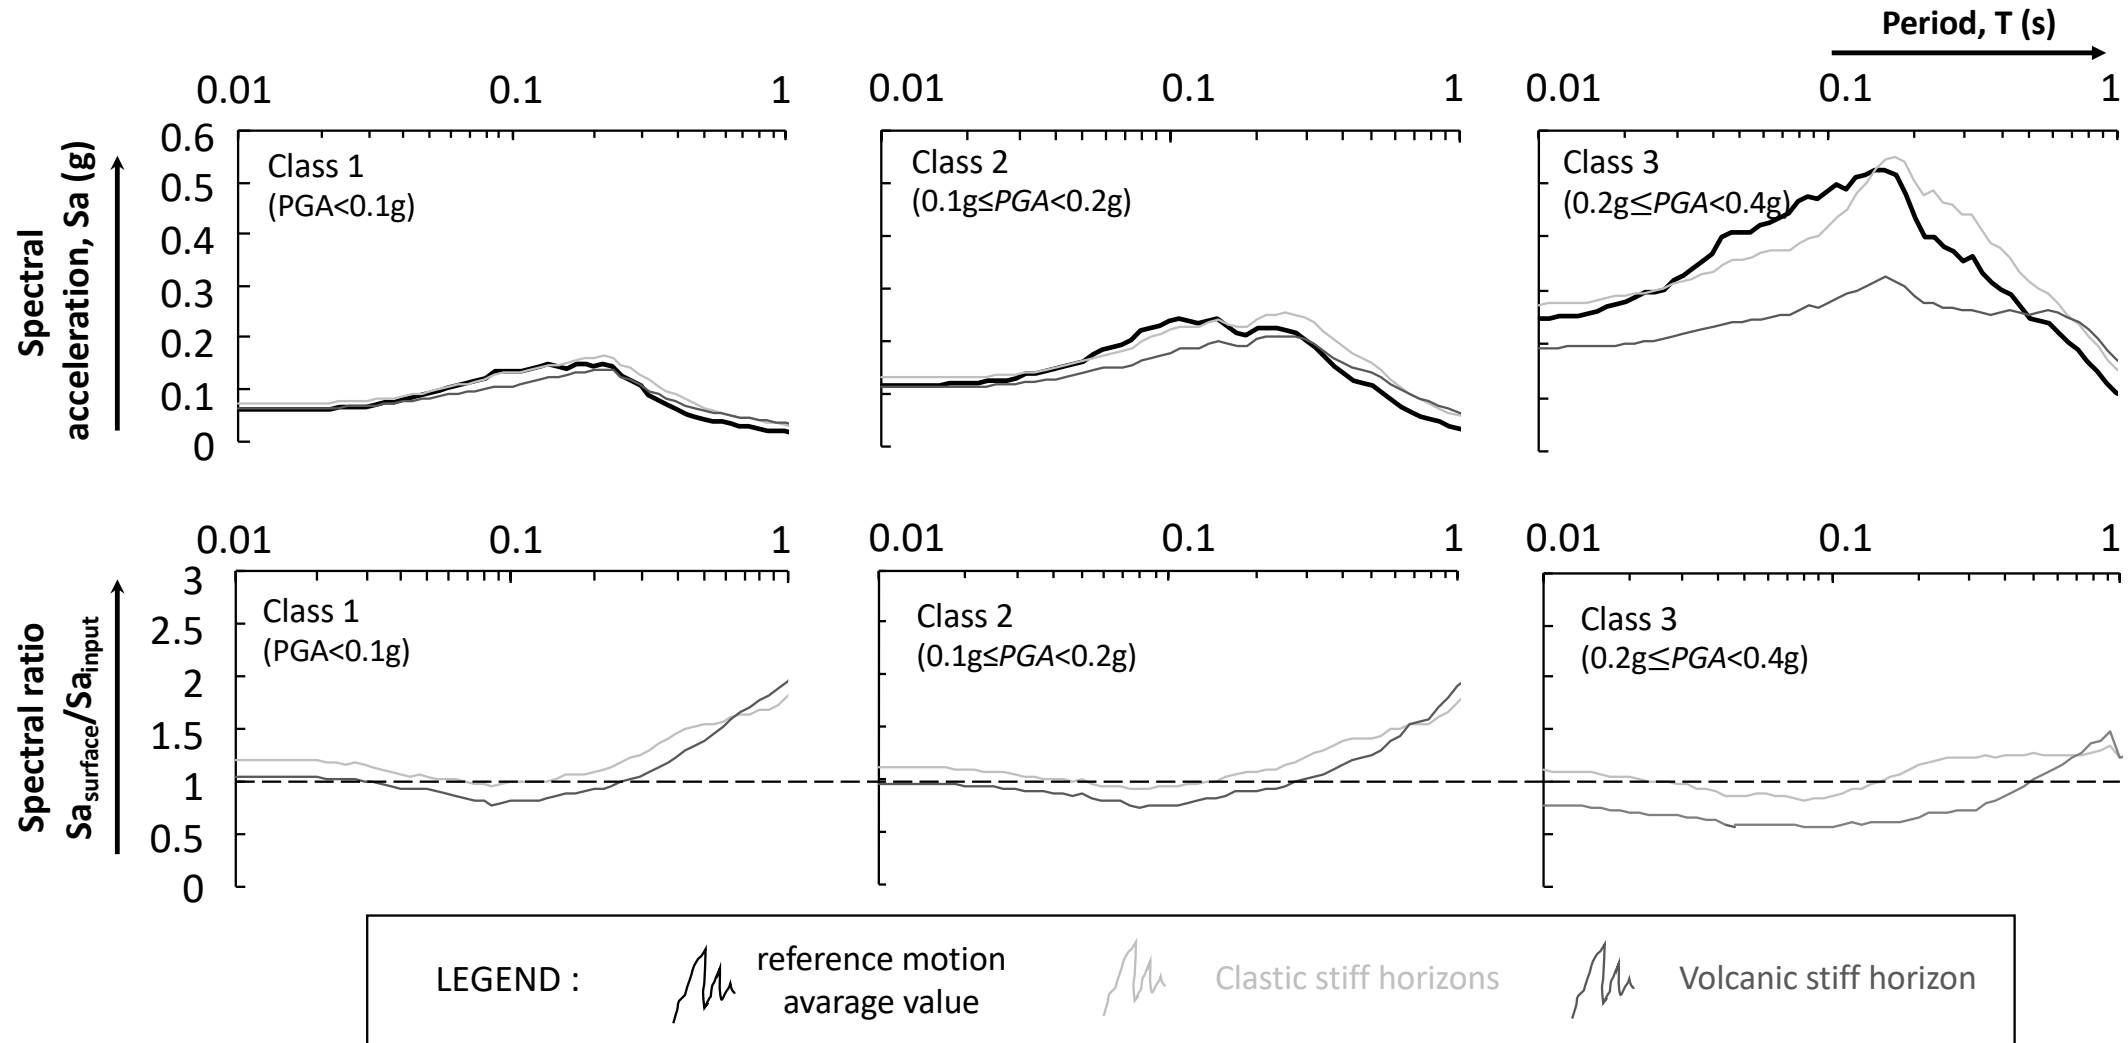 Period, T (s)
0.01 0.1 1 0.01 0.1 1 0.01 0.1 1
Spectral
acceleration, Sa (g)
0.6
0.5
0.4
0.3
0.2
0.1
0
Class 1
(PGA<0.1g)
Class 2
(0.1g≤PGA<0.2g)
Class 3
(0.2g≤PGA<0.4g)
0.01 0.1 1 0.01 0.1 1 0.01 0.1 1
Spectral ratio
Sasurface/Sainput
3
2.5
2
1.5
1
0.5
0
Class 1
(PGA<0.1g)
Class 2
(0.1g≤PGA<0.2g)
Class 3
(0.2g≤PGA<0.4g)
LEGEND :
reference motion
avarage value
Clastic stiff horizons
Volcanic stiff horizon